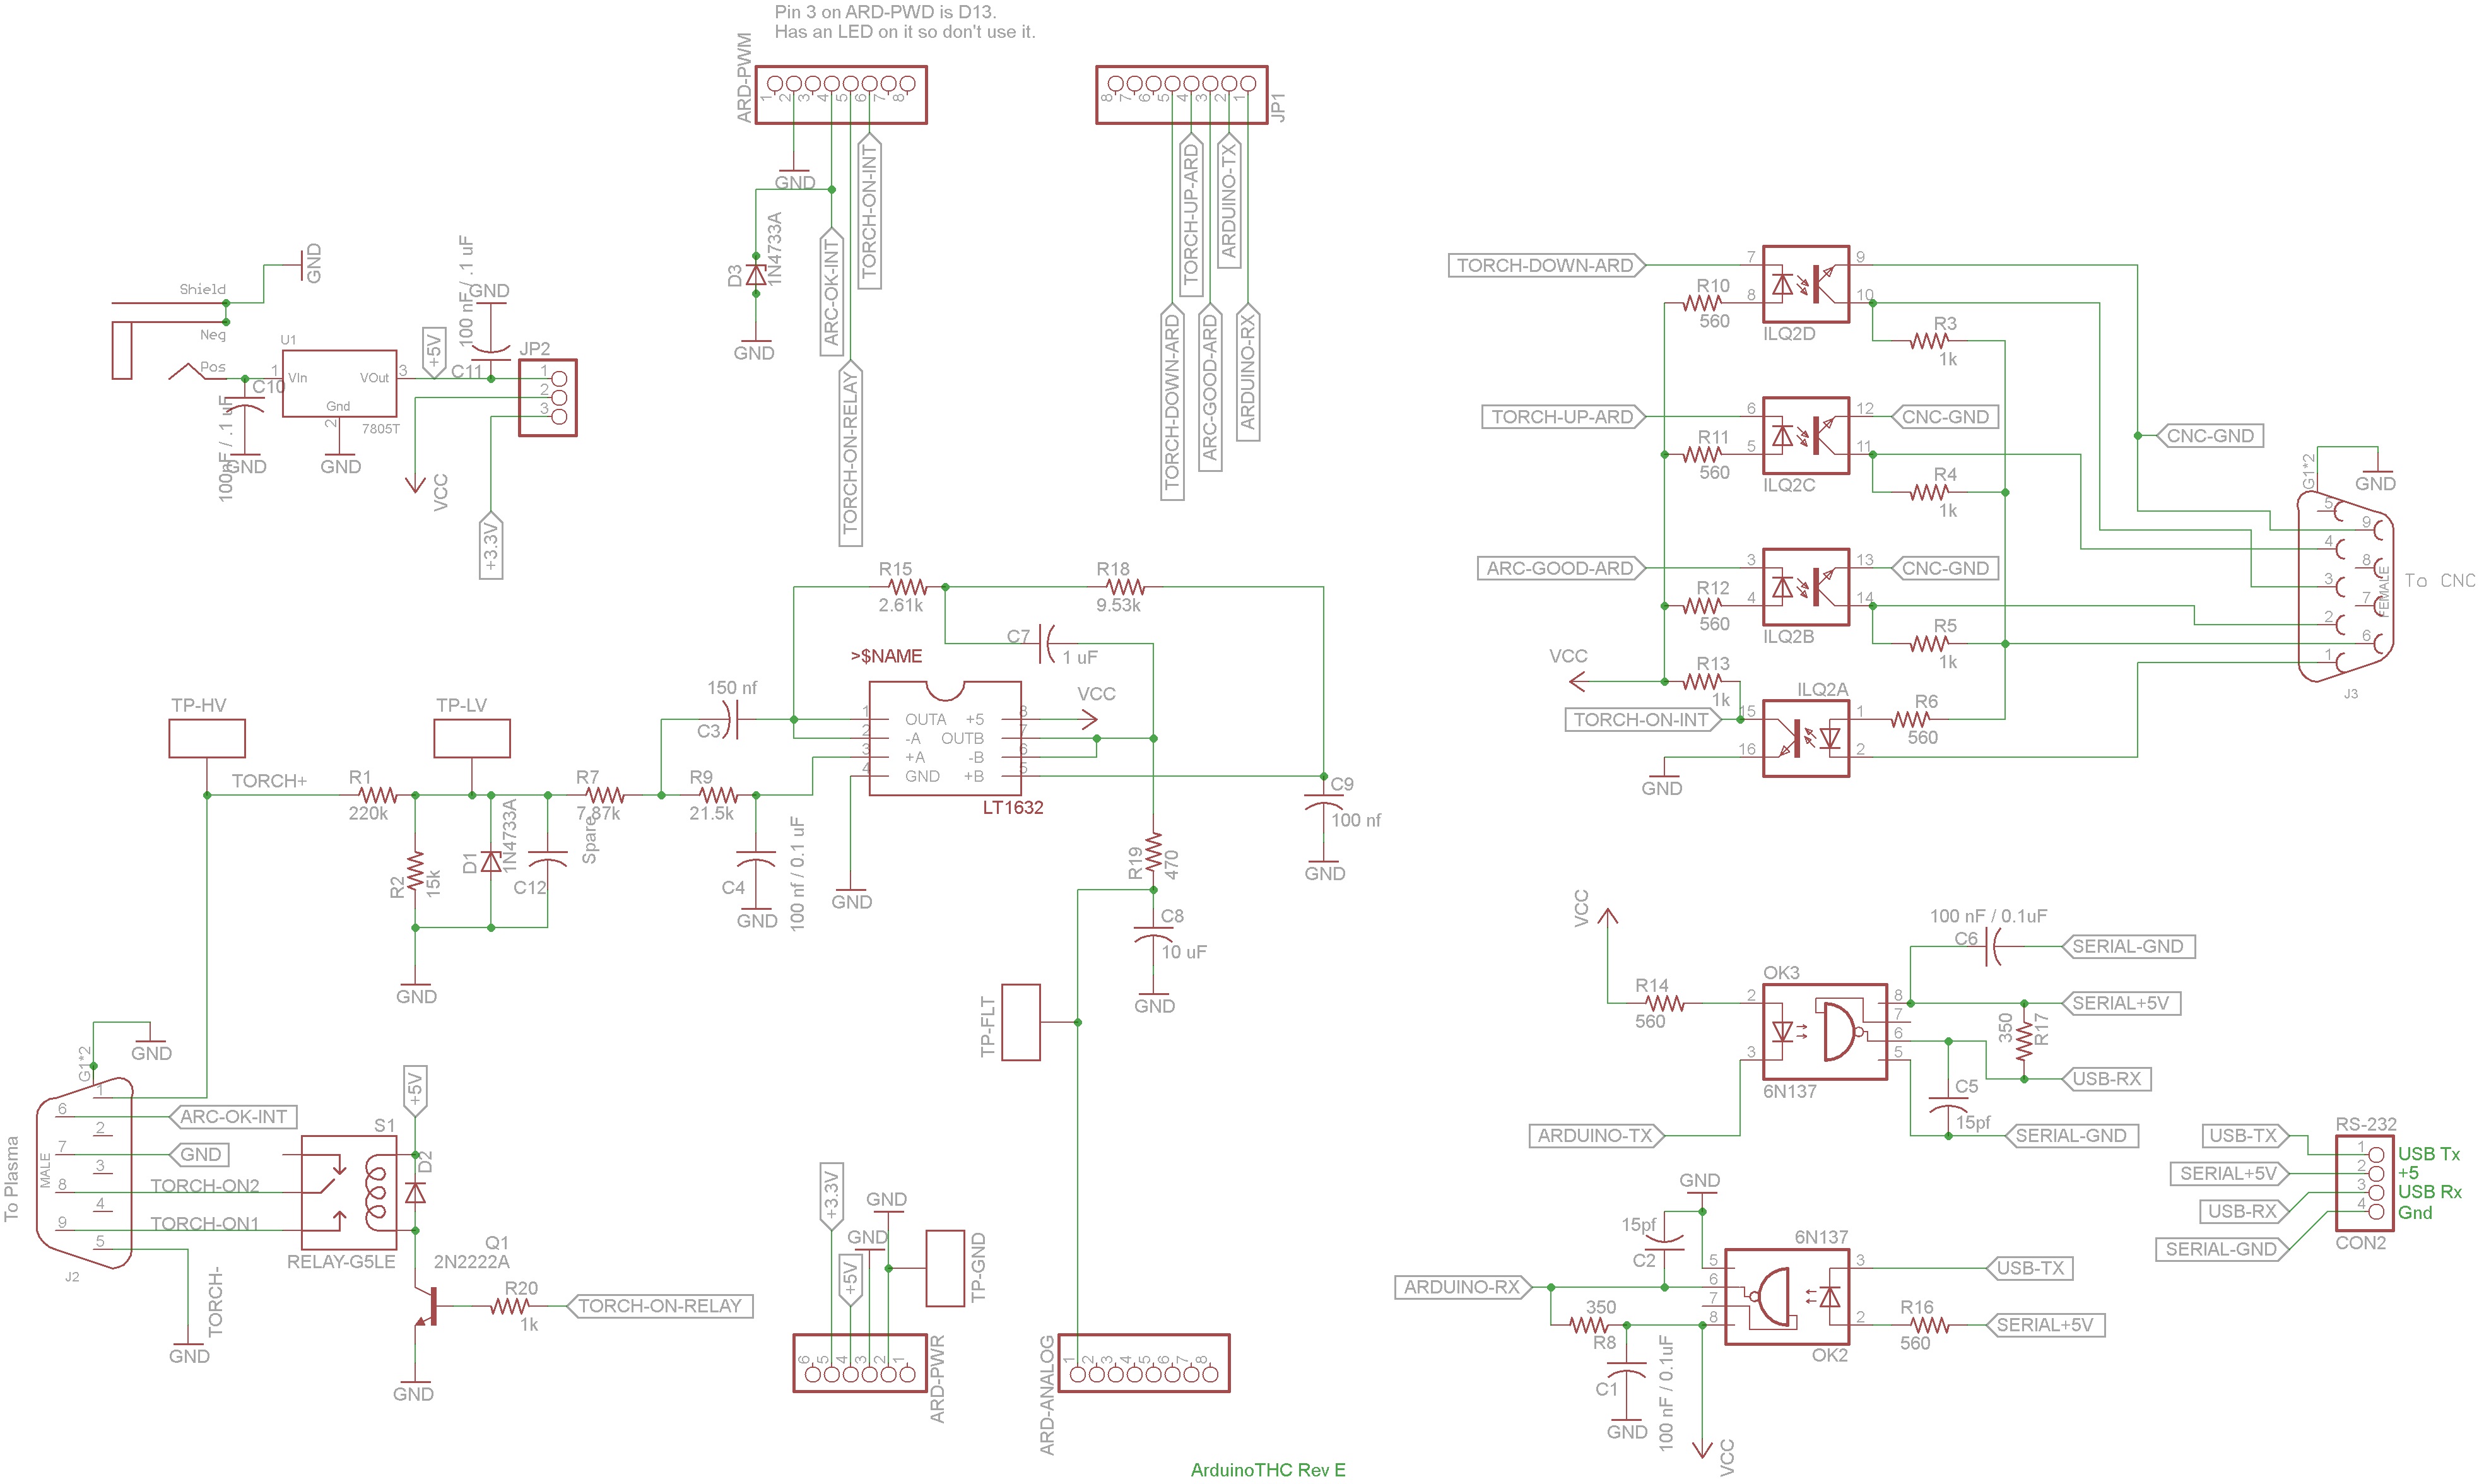 Pin 3 on ARD-PWD is D13.
Has an LED on it so don't use it.
ARD-PWM
1 2 3 4 5 6 7 8
GND
D3
1N4733A
GND
ARC-OK-INT
TORCH-ON-RELAY
TORCH-ON-INT
8 7 6 5 4 3 2 1
JP1
TORCH-DOWN-ARD
TORCH-UP-ARD
ARC-GOOD-ARD
ARDUINO-TX
ARDUINO-RX
Shield
Neg
Pos
GND
C10
100nF / .1 uF
GND
U1
1
VIn
VOut
3
Gnd
2
7805T
GND
+5V
100 nF / .1 uF
GND
C11
JP2
1
2
3
VCC
+3.3V
TORCH-DOWN-ARD
7
9
R10
8
10
560
ILQ2D
R3
1k
TORCH-UP-ARD
6
12
CNC-GND
R11
5
11
560
ILQ2C
R4
1k
CNC-GND
ARC-GOOD-ARD
3
13
CNC-GND
R12
4
14
560
ILQ2B
R5
1k
VCC
R13
1k
ILQ2A
TORCH-ON-INT
15
1
R6
560
16
2
GND
G1*2
GND
5
9
4
8
3
7
2
6
1
FEMALE
To CNC
J3
R15
2.61k
R18
9.53k
C7
1 uF
>$NAME
150 nf
C3
VCC
1
OUTA
+5
8
2
-A
OUTB
7
3
+A
-B
6
4
GND
+B
5
LT1632
GND
C9
100 nf
GND
TP-HV
TP-LV
TORCH+
R1
220k
R2
15k
D1
1N4733A
C12
Spare
GND
R7
7.87k
R9
21.5k
C4
100 nf / 0.1 uF
GND
R19
470
C8
10 uF
GND
TP-FLT
G1*2
GND
1
6
ARC-OK-INT
2
7
GND
3
8
TORCH-ON2
4
9
TORCH-ON1
5
MALE
To Plasma
J2
TORCH-
GND
+5V
S1
D2
RELAY-G5LE
Q1
2N2222A
R20
1k
TORCH-ON-RELAY
GND
+3.3V
+5V
GND
GND
TP-GND
6 5 4 3 2 1
ARD-PWR
ARD-ANALOG
1 2 3 4 5 6 7 8
VCC
R14
560
OK3
2
3
8
7
6
5
6N137
ARDUINO-TX
100 nF / 0.1uF
C6
SERIAL-GND
SERIAL+5V
350
R17
USB-RX
C5
15pf
SERIAL-GND
RS-232
USB-TX
1
USB Tx
SERIAL+5V
2
+5
3
USB Rx
USB-RX
4
Gnd
SERIAL-GND
CON2
GND
15pf
C2
6N137
5
3
USB-TX
ARDUINO-RX
6
7
8
2
350
R8
R16
560
SERIAL+5V
OK2
C1
100 nF / 0.1uF
GND
VCC
ArduinoTHC Rev E